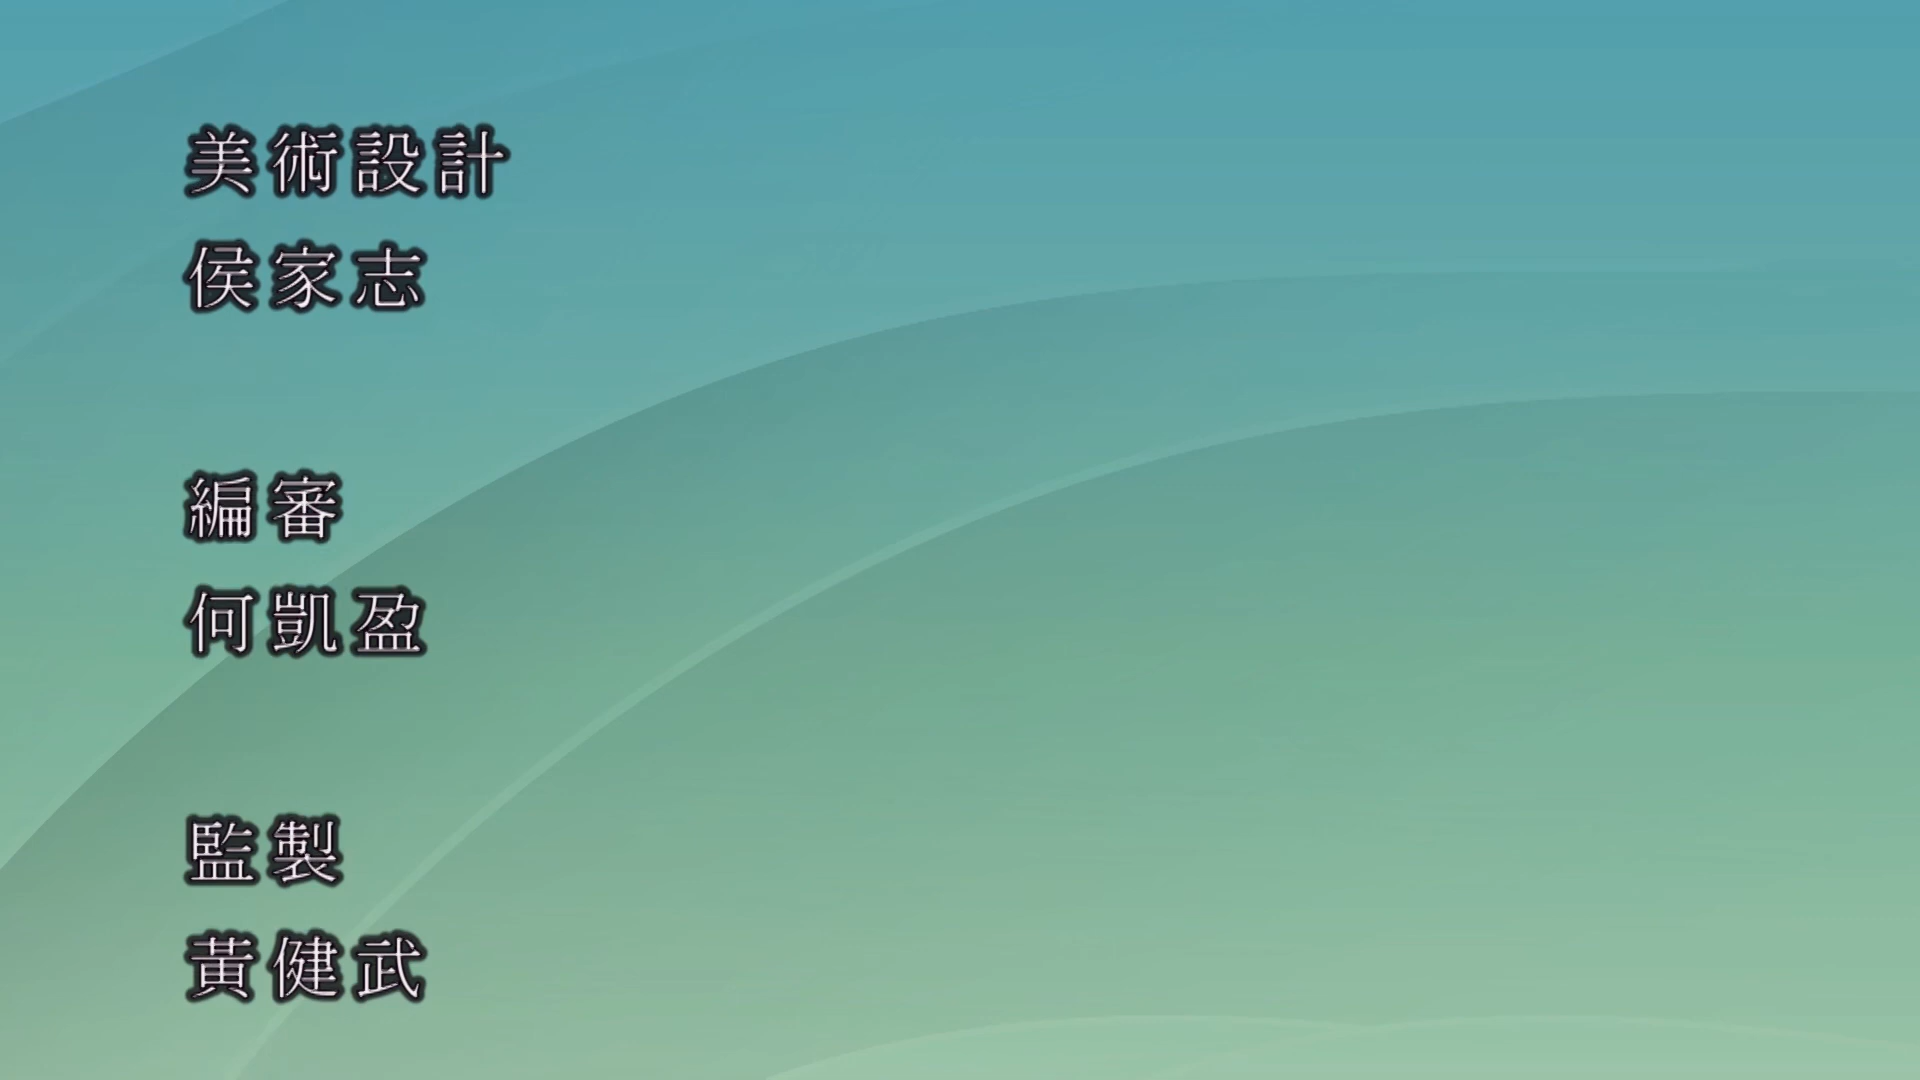 美術設計
侯家志
編審
何凱盈
監製
黃健武